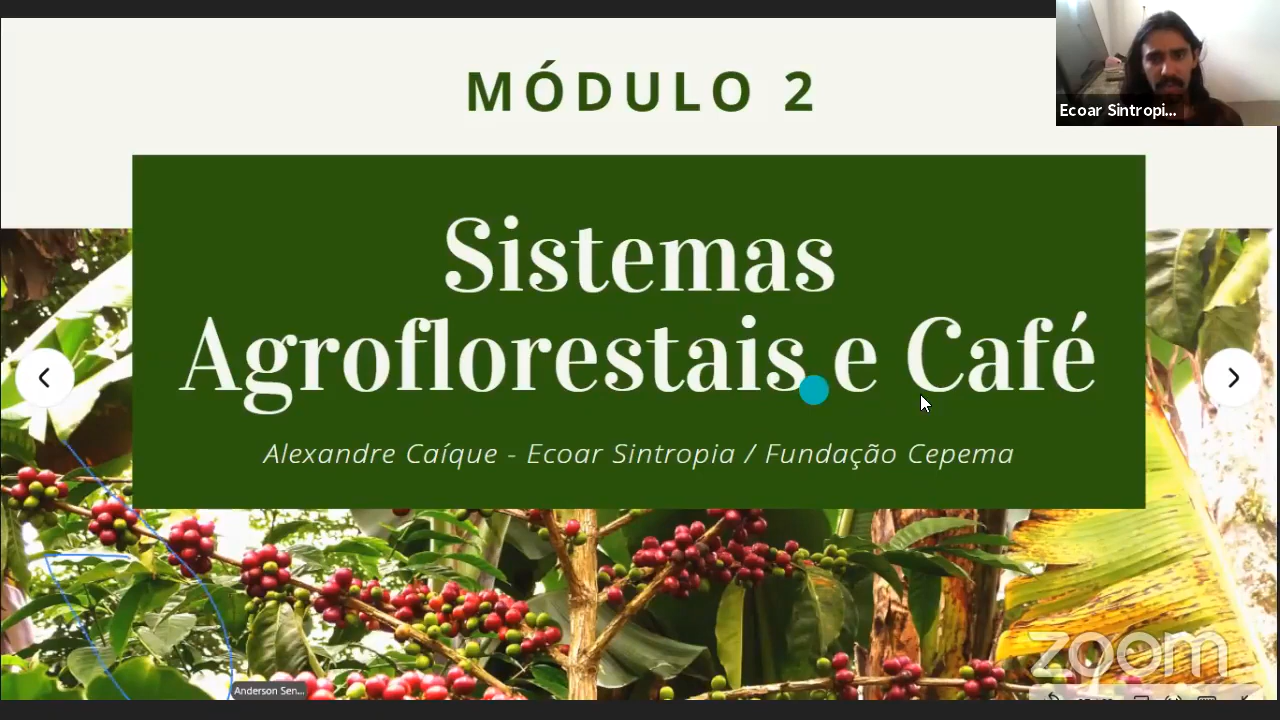 MÓDULO 2
Ecoar Sintropi...
Sistemas
Agroflorestais e Café
Alexandre Caíque - Ecoar Sintropia / Fundação Cepema
Anderson Sen...
zoom